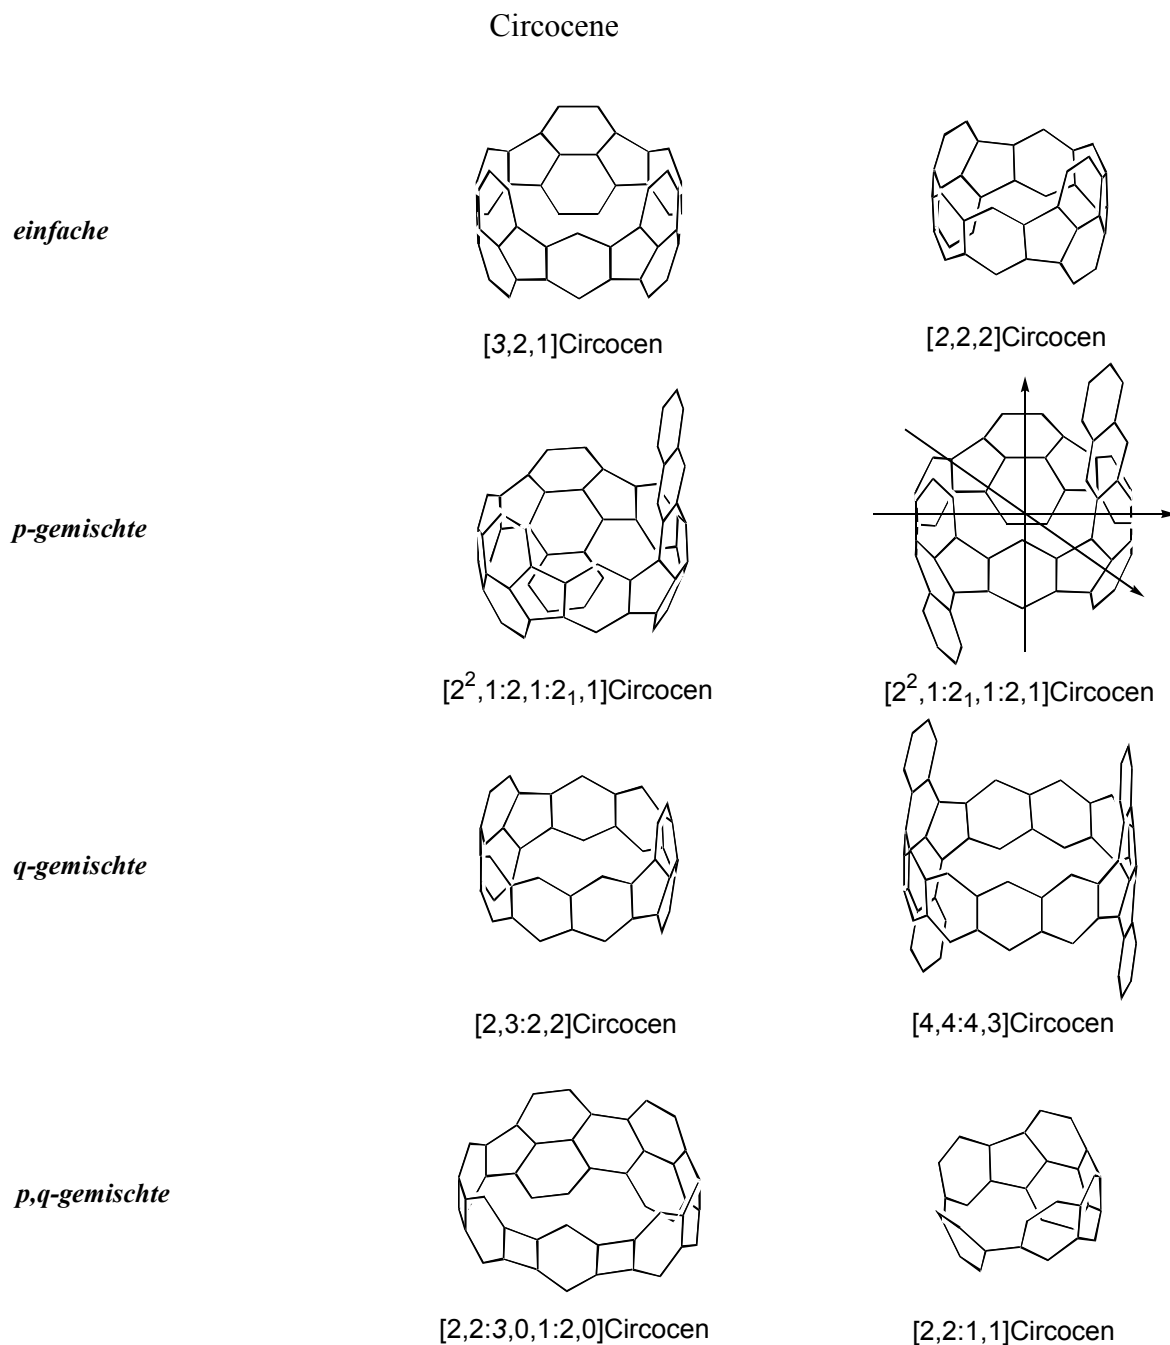 Circocene
einfache
[3,2,1]Circocen
[2,2,2]Circocen
p-gemischte
[2²,1:2,1:2₁,1]Circocen
[2²,1:2₁,1:2,1]Circocen
q-gemischte
[2,3:2,2]Circocen
[4,4:4,3]Circocen
p,q-gemischte
[2,2:3,0,1:2,0]Circocen
[2,2:1,1]Circocen